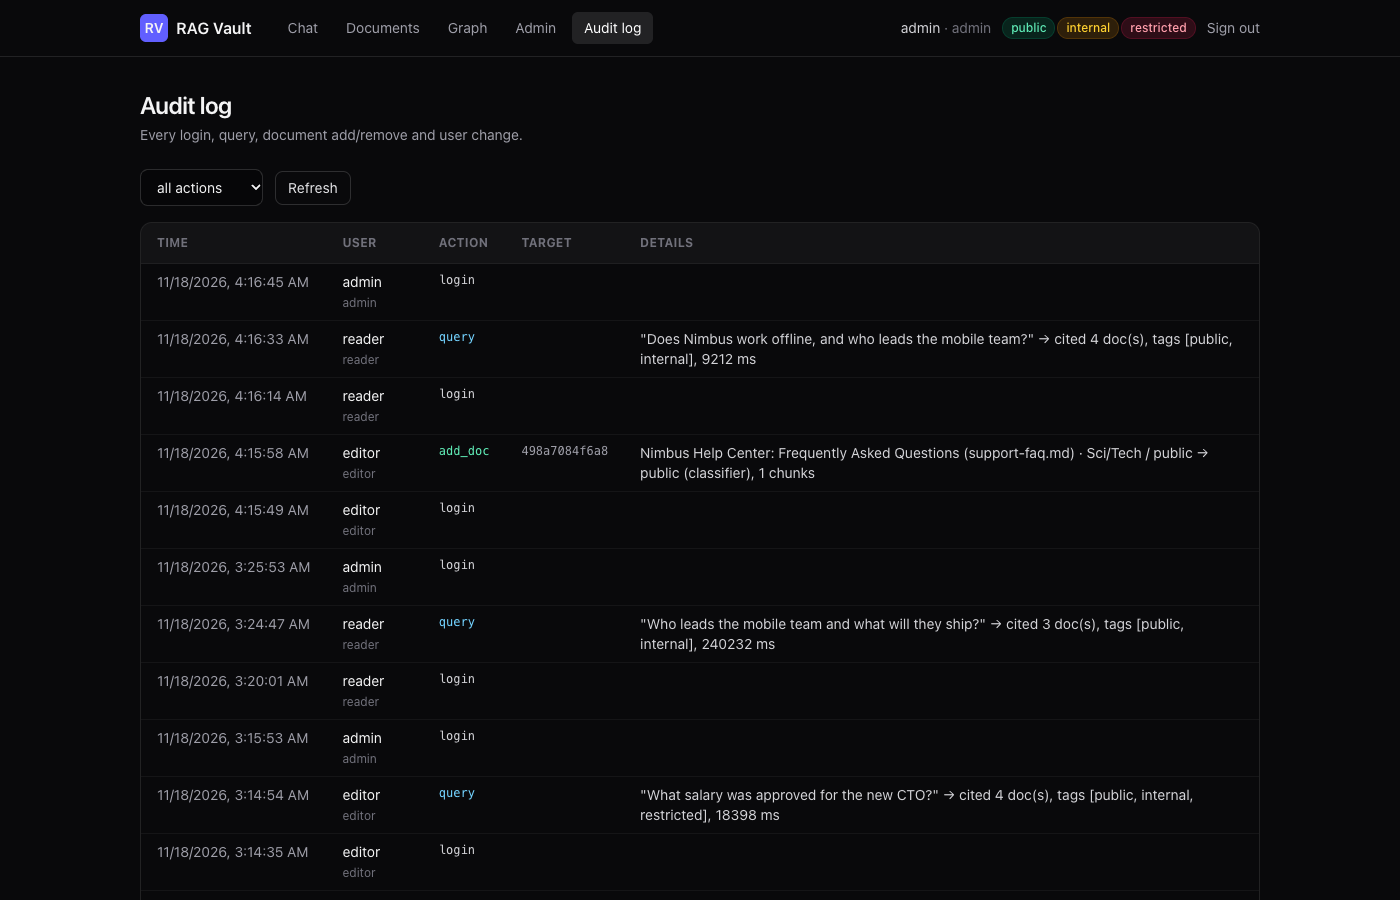 RV RAG Vault Chat Documents Graph Admin Audit log admin · admin public internal restricted Sign out
Audit log
Every login, query, document add/remove and user change.
all actions Refresh
TIME USER ACTION TARGET DETAILS
11/18/2026, 4:16:45 AM admin login
admin
11/18/2026, 4:16:33 AM reader query "Does Nimbus work offline, and who leads the mobile team?" → cited 4 doc(s), tags [public,
reader internal], 9212 ms
11/18/2026, 4:16:14 AM reader login
reader
11/18/2026, 4:15:58 AM editor add_doc 498a7084f6a8 Nimbus Help Center: Frequently Asked Questions (support-faq.md) · Sci/Tech / public →
editor public (classifier), 1 chunks
11/18/2026, 4:15:49 AM editor login
editor
11/18/2026, 3:25:53 AM admin login
admin
11/18/2026, 3:24:47 AM reader query "Who leads the mobile team and what will they ship?" → cited 3 doc(s), tags [public,
reader internal], 240232 ms
11/18/2026, 3:20:01 AM reader login
reader
11/18/2026, 3:15:53 AM admin login
admin
11/18/2026, 3:14:54 AM editor query "What salary was approved for the new CTO?" → cited 4 doc(s), tags [public, internal,
editor restricted], 18398 ms
11/18/2026, 3:14:35 AM editor login
editor